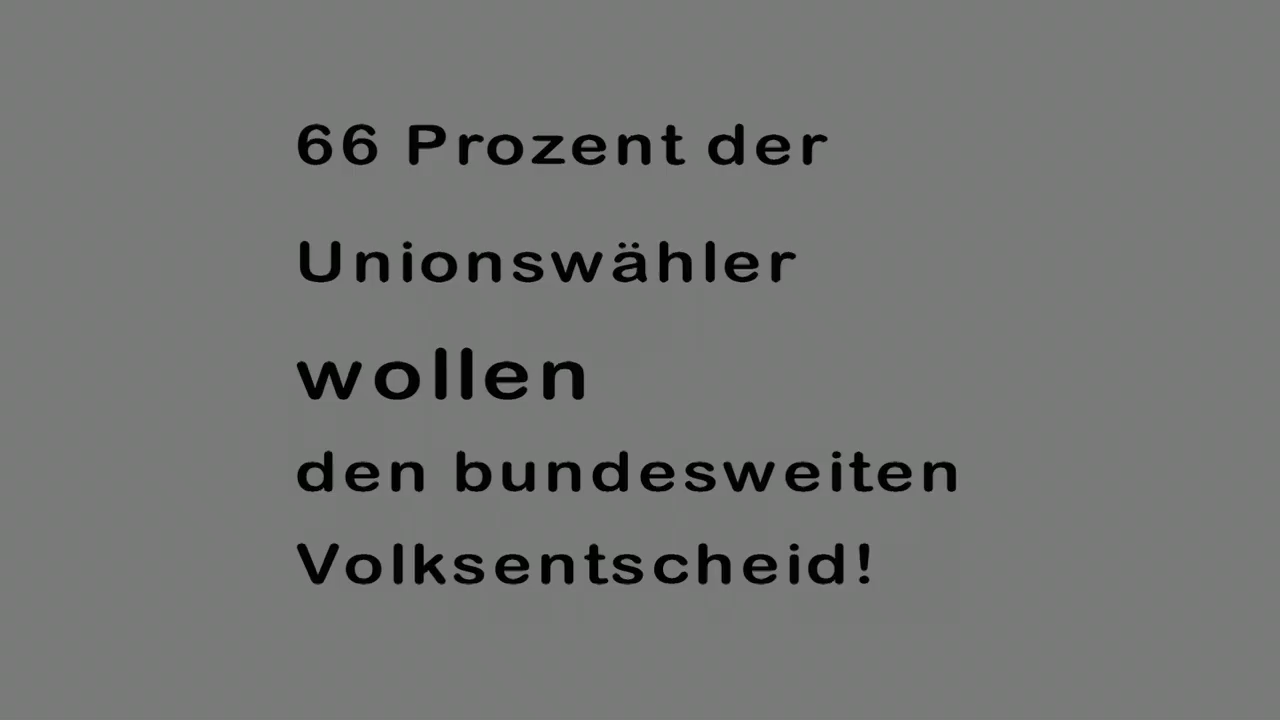 66 Prozent der
Unionswähler
wollen
den bundesweiten
Volksentscheid!